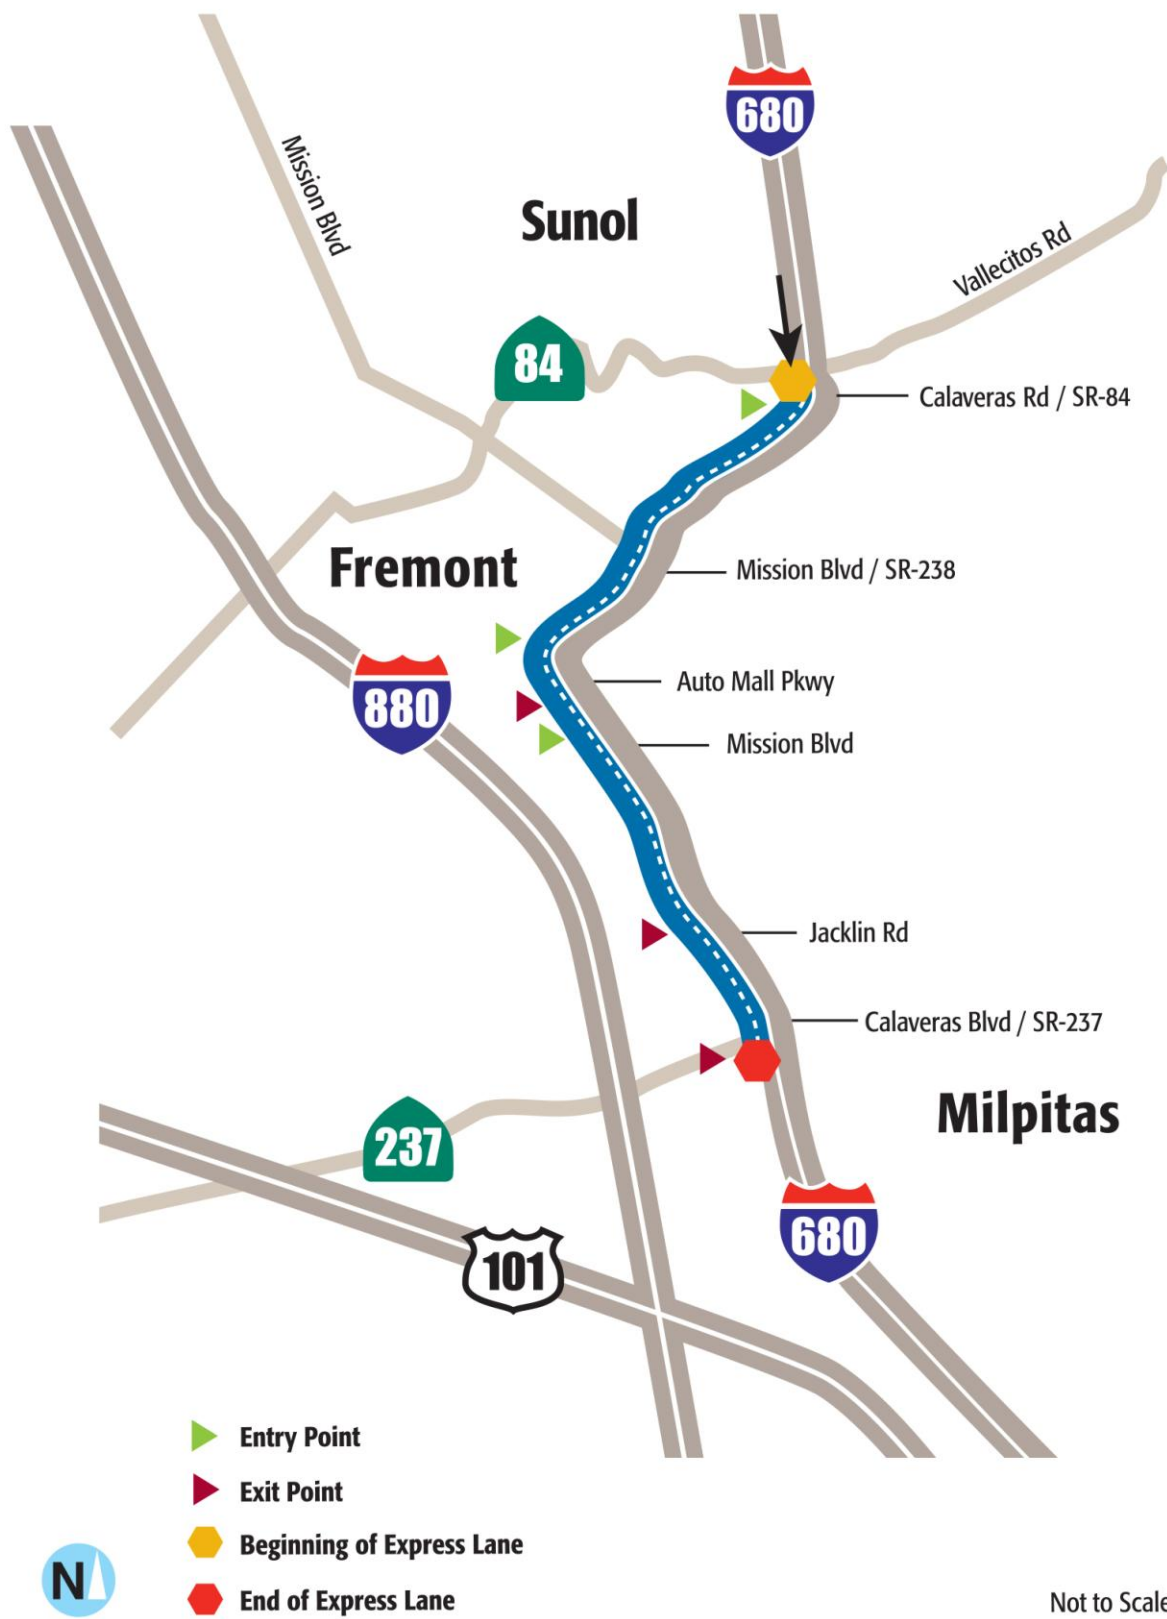 680
Mission Blvd
Sunol
Vallecitos Rd
84
Calaveras Rd / SR-84
Fremont
Mission Blvd / SR-238
880
Auto Mall Pkwy
Mission Blvd
Jacklin Rd
Calaveras Blvd / SR-237
Milpitas
237
680
101
Entry Point
Exit Point
Beginning of Express Lane
End of Express Lane
N
Not to Scale